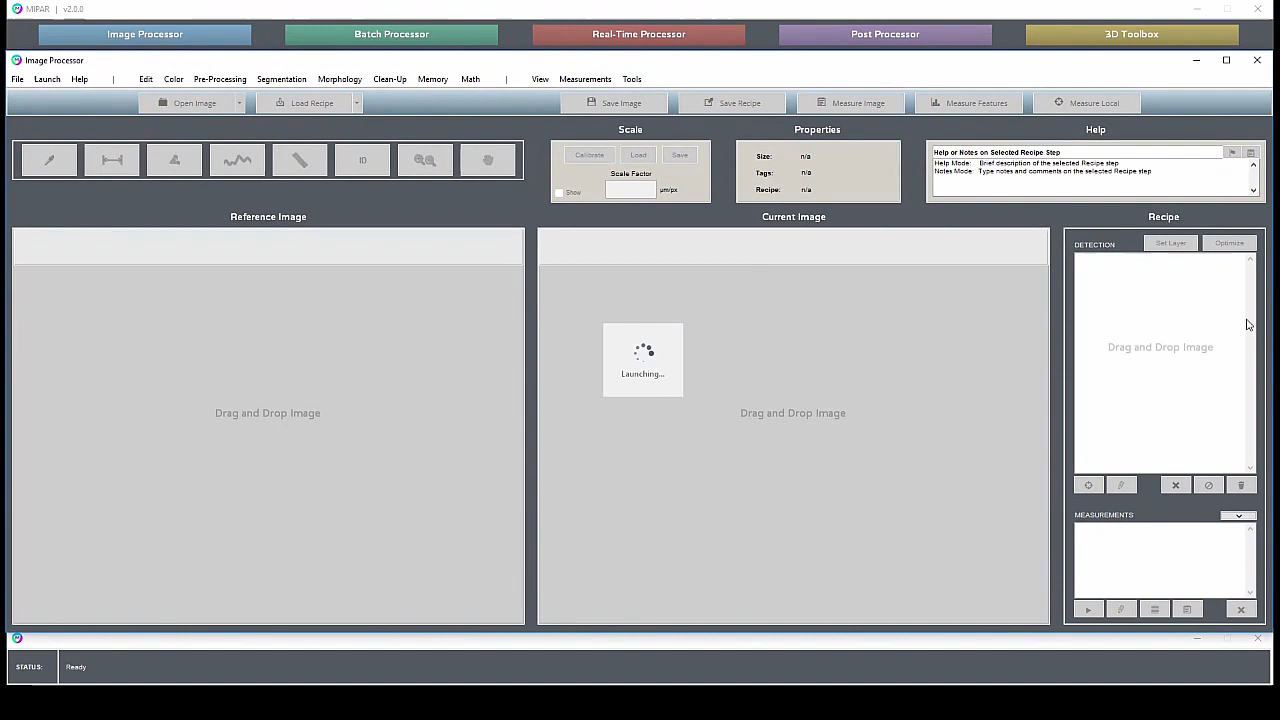 MIPAR | v2.0.0
Image Processor
Batch Processor
Real-Time Processor
Post Processor
3D Toolbox
Image Processor
File Launch Help | Edit Color Pre-Processing Segmentation Morphology Clean-Up Memory Math | View Measurements Tools
Open Image
Load Recipe
Save Image
Save Recipe
Measure Image
Measure Features
Measure Local
Scale
Properties
Help
ID
Calibrate Load Save
Scale Factor
Show
µm/px
Size: n/a
Tags: n/a
Recipe: n/a
Help or Notes on Selected Recipe Step
Help Mode: Brief description of the selected Recipe step
Notes Mode: Type notes and comments on the selected Recipe step
Reference Image
Current Image
Recipe
Drag and Drop Image
Launching...
Drag and Drop Image
DETECTION
Set Layer
Optimize
Drag and Drop Image
MEASUREMENTS
STATUS: Ready